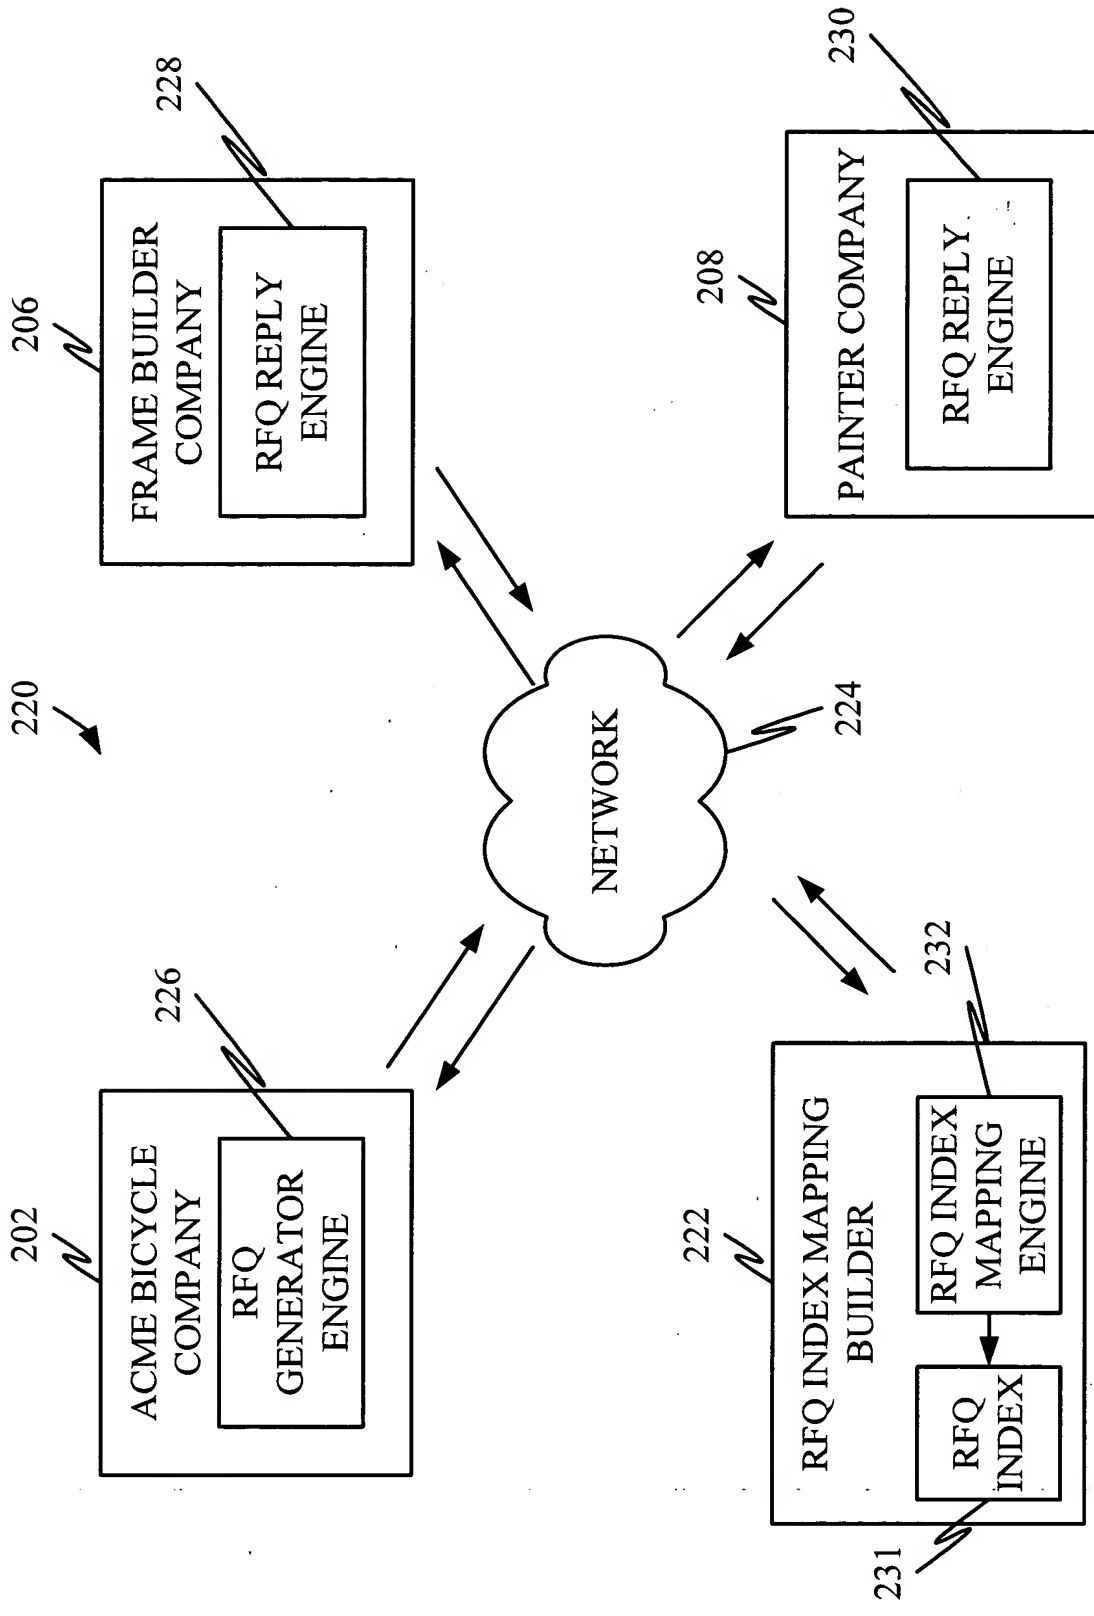 220
202
ACME BICYCLE
COMPANY
RFQ
GENERATOR
ENGINE
226
206
FRAME BUILDER
COMPANY
RFQ REPLY
ENGINE
228
NETWORK
224
222
RFQ INDEX MAPPING
BUILDER
RFQ
INDEX
231
RFQ INDEX
MAPPING
ENGINE
232
208
PAINTER COMPANY
RFQ REPLY
ENGINE
230